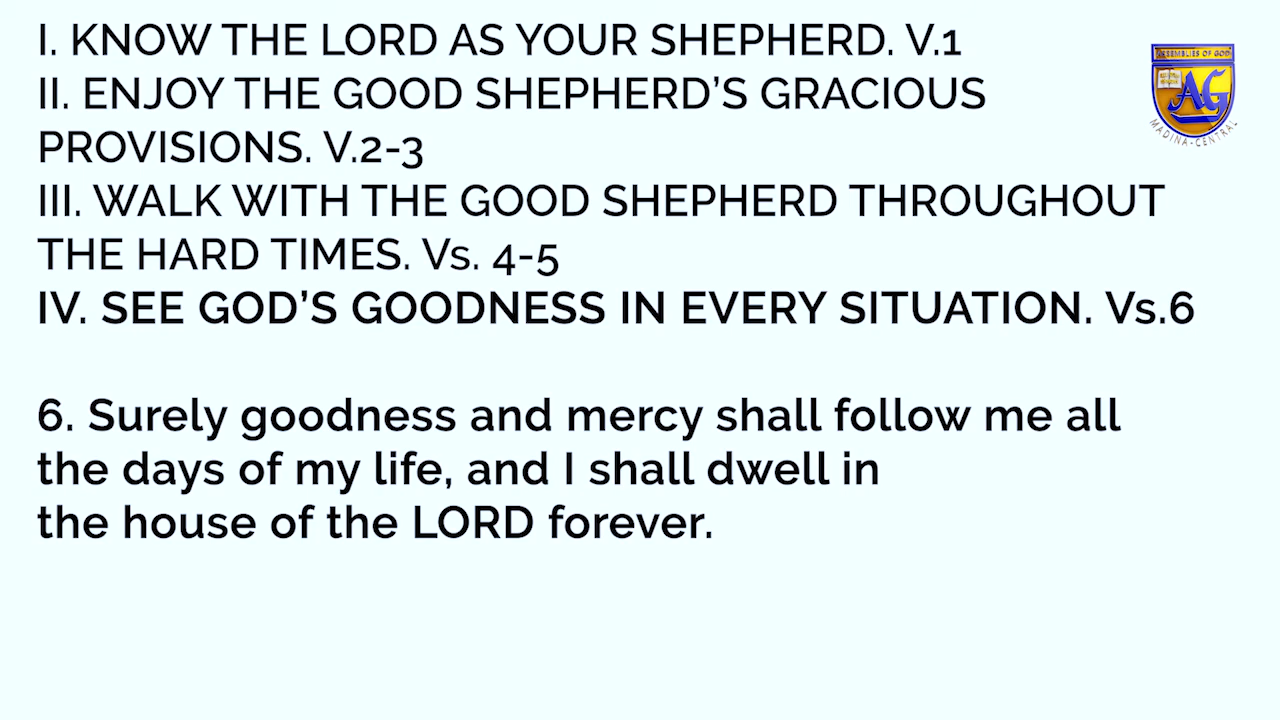 I. KNOW THE LORD AS YOUR SHEPHERD. V.1
II. ENJOY THE GOOD SHEPHERD’S GRACIOUS
PROVISIONS. V.2-3
III. WALK WITH THE GOOD SHEPHERD THROUGHOUT
THE HARD TIMES. Vs. 4-5
IV. SEE GOD’S GOODNESS IN EVERY SITUATION. Vs.6
6. Surely goodness and mercy shall follow me all
the days of my life, and I shall dwell in
the house of the LORD forever.
ASSEMBLIES OF GOD
AG
MADINA-CENTRAL